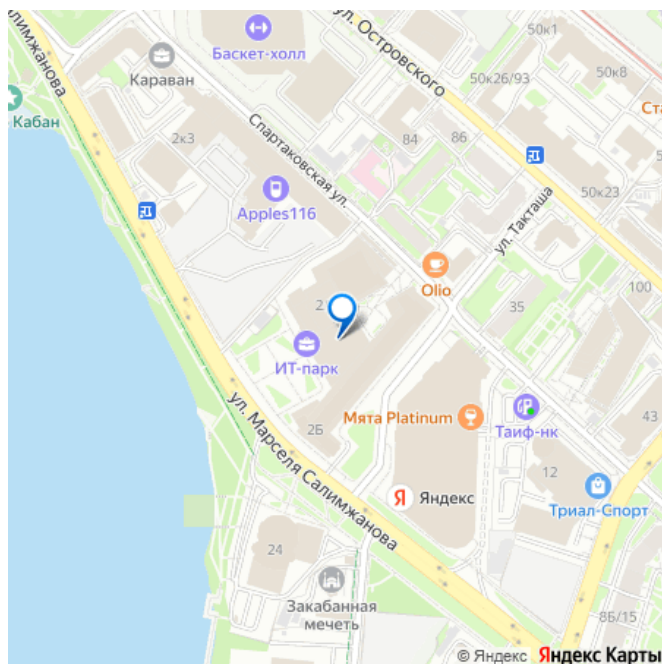 Салимжанова
ул. Островского
50к1
50к26/93
50к8
Баскет-холл
Караван
Ста
Кабан
2к3
Спартаковская ул.
84
86
50к23
Apples116
ул. Такташа
Olio
100
35
2
ИТ-парк
ул. Марселя Салимжанова
2Б
Мята Platinum
Таиф-нк
43
12
Я Яндекс
Триал-Спорт
24
Закабанная
мечеть
8Б/15
© Яндекс Яндекс Карты